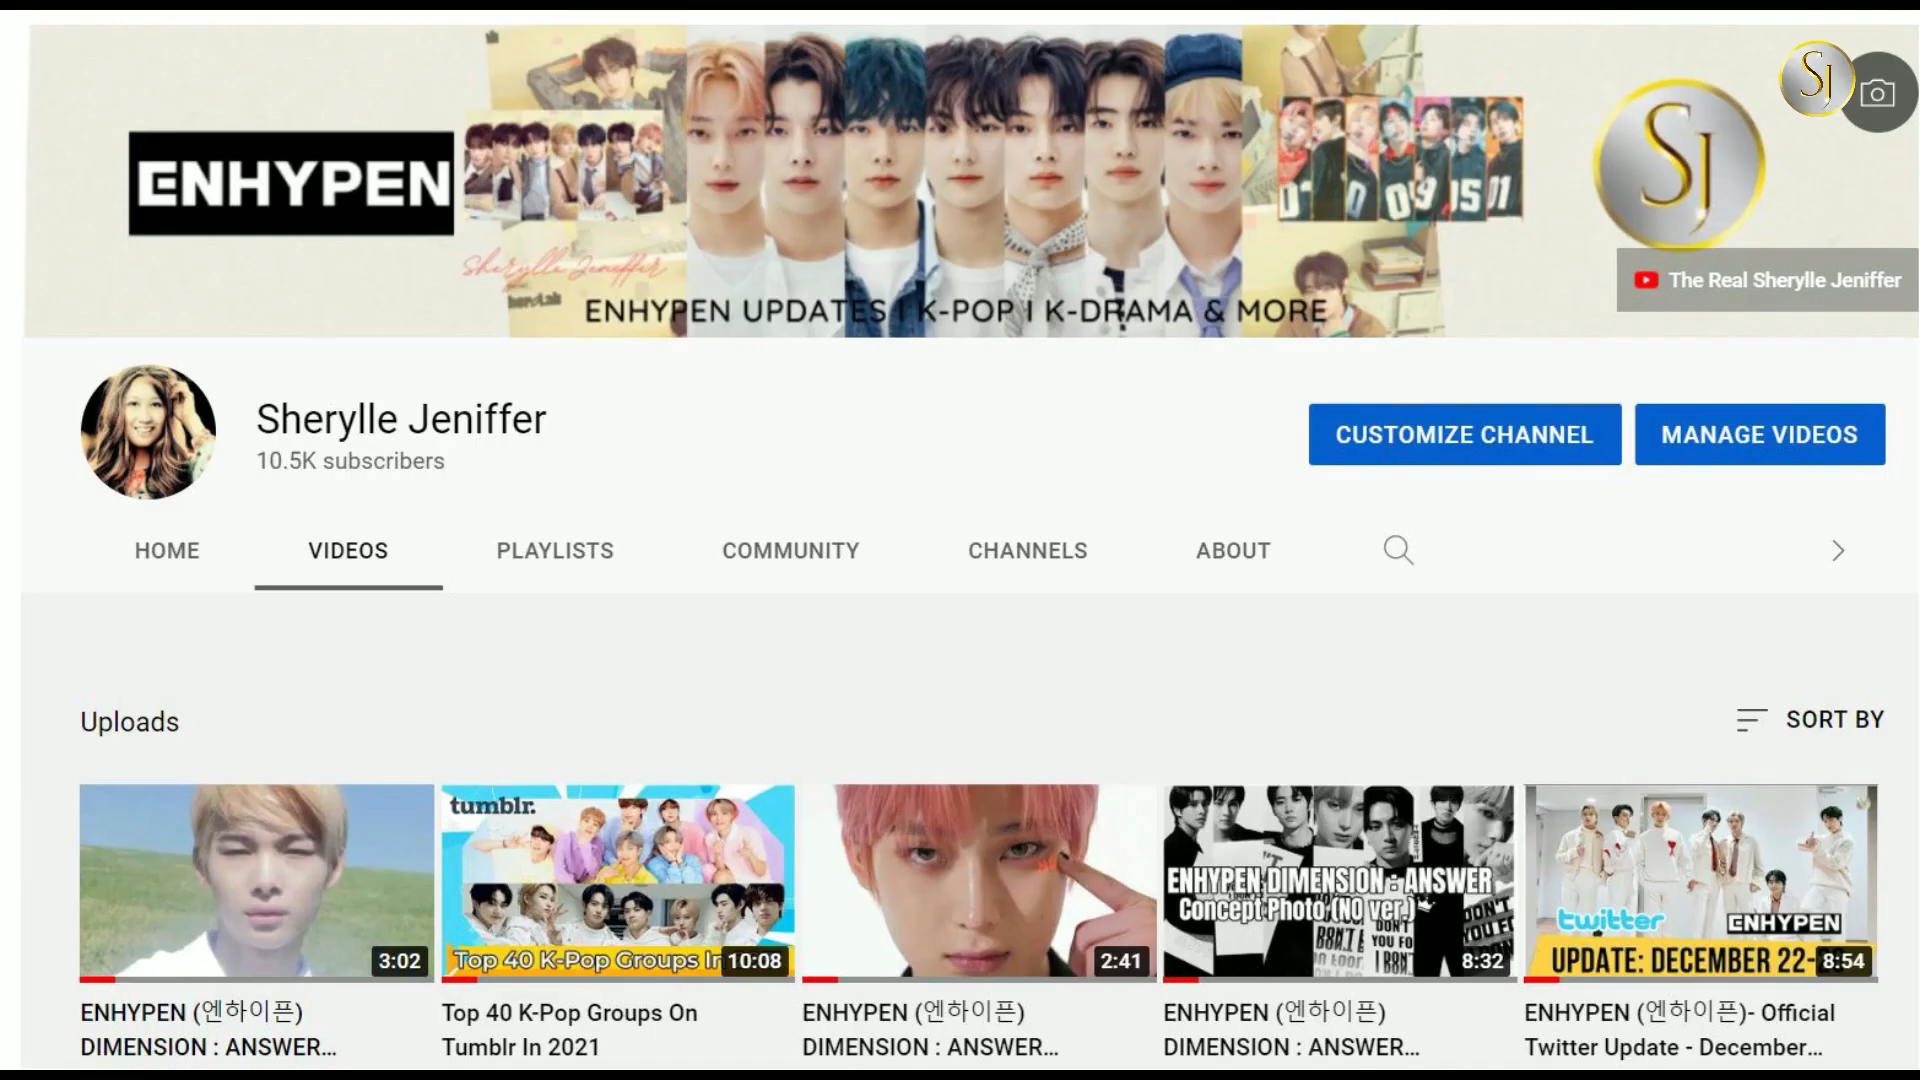 ENHYPEN
Sherylle Jeniffer
ENHYPEN UPDATES I K-POP I K-DRAMA & MORE
SJ
SJ
The Real Sherylle Jeniffer
Sherylle Jeniffer
10.5K subscribers
CUSTOMIZE CHANNEL
MANAGE VIDEOS
HOME
VIDEOS
PLAYLISTS
COMMUNITY
CHANNELS
ABOUT
Uploads
SORT BY
3:02
tumblr.
Top 40 K-Pop Groups In
10:08
2:41
ENHYPEN DIMENSION : ANSWER
Concept Photo (NO ver.)
8:32
twitter
ENHYPEN
UPDATE: DECEMBER 22-
8:54
ENHYPEN (엔하이픈)
DIMENSION : ANSWER...
Top 40 K-Pop Groups On
Tumblr In 2021
ENHYPEN (엔하이픈)
DIMENSION : ANSWER...
ENHYPEN (엔하이픈)
DIMENSION : ANSWER...
ENHYPEN (엔하이픈)- Official
Twitter Update - December...